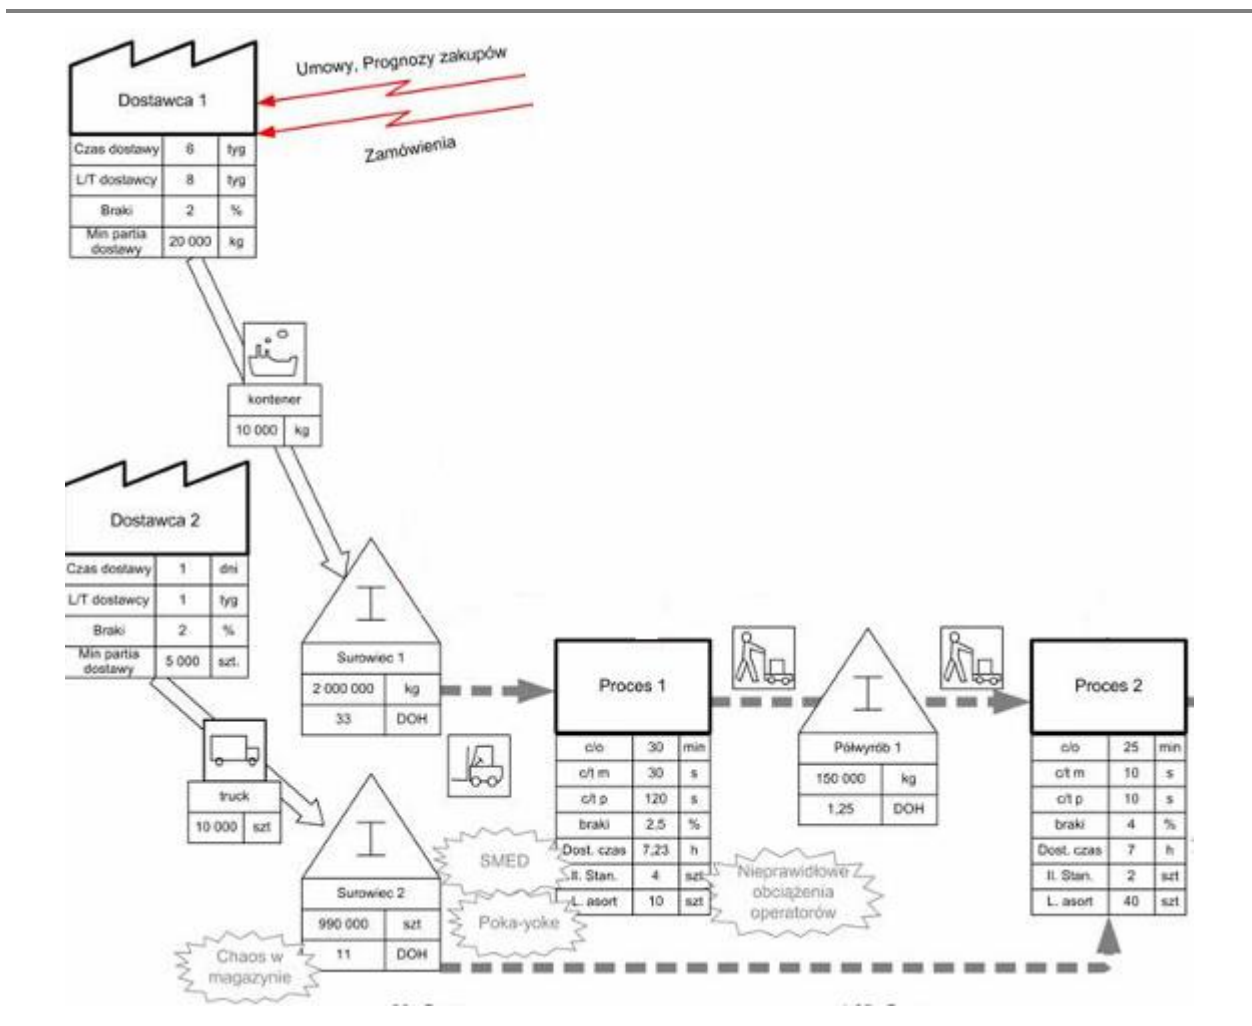 Umowy, Prognozy zakupów
Zamówienia
Dostawca 1
Czas dostawy 6 tyg
L/T dostawcy 8 tyg
Braki 2 %
Min partia dostawy 20 000 kg
kontener
10 000 kg
Dostawca 2
Czas dostawy 1 dni
L/T dostawcy 1 tyg
Braki 2 %
Min partia dostawy 5 000 szt.
truck
10 000 szt
Surowiec 1
2 000 000 kg
33 DOH
Surowiec 2
990 000 szt
11 DOH
Chaos w
magazynie
SMED
Poka-yoke
Proces 1
c/o 30 min
c/t m 30 s
c/t p 120 s
braki 2,5 %
Dost. czas 7,23 h
Il. Stan. 4 szt
L. asort 10 szt
Nieprawidłowe
obciążenia
operatorów
Półwyrób 1
150 000 kg
1,25 DOH
Proces 2
c/o 25 min
c/t m 10 s
c/t p 10 s
braki 4 %
Dost. czas 7 h
Il. Stan. 2 szt
L. asort 40 szt